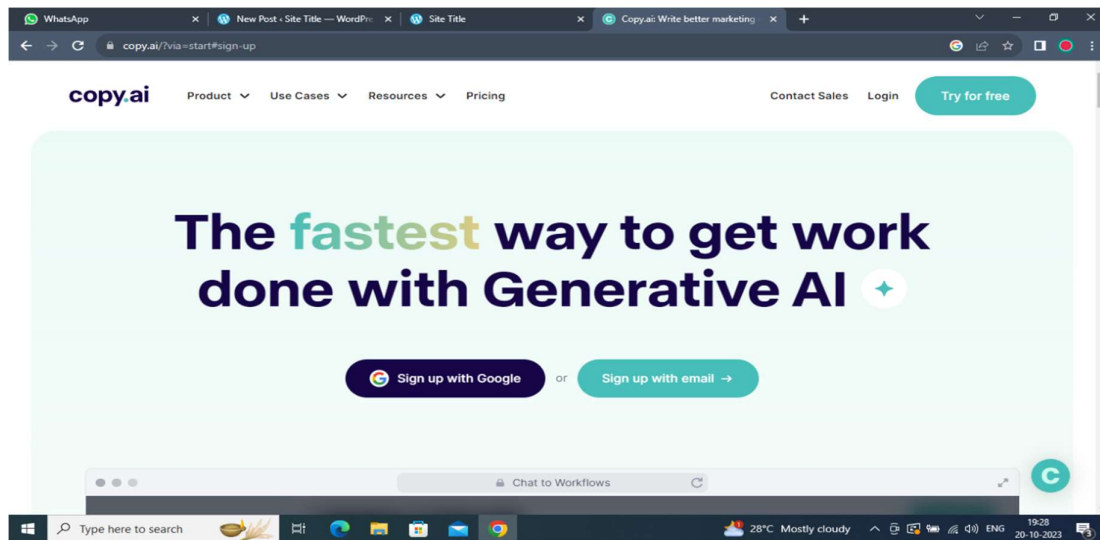 WhatsApp
New Post ‹ Site Title — WordPre
Site Title
Copy.ai: Write better marketing
copy.ai/?via=start#sign-up
copy.ai
Product
Use Cases
Resources
Pricing
Contact Sales
Login
Try for free
The fastest way to get work
done with Generative AI
Sign up with Google
or
Sign up with email →
Chat to Workflows
C
Type here to search
28°C Mostly cloudy
ENG
19:28
20-10-2023
3